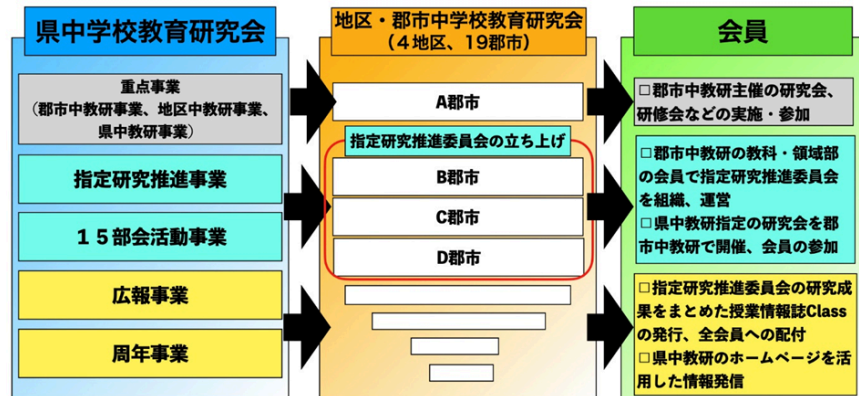 県中学校教育研究会
重点事業
（郡市中教研事業、地区中教研事業、
県中教研事業）
指定研究推進事業
１５部会活動事業
広報事業
周年事業
地区・郡市中学校教育研究会
（４地区、19郡市）
A郡市
指定研究推進委員会の立ち上げ
B郡市
C郡市
D郡市
会員
□郡市中教研主催の研究会、
研修会などの実施・参加
□郡市中教研の教科・領域部
の会員で指定研究推進委員会
を組織、運営
□県中教研指定の研究会を郡
市中教研で開催、会員の参加
□指定研究推進委員会の研究成
果をまとめた授業情報誌Class
の発行、全会員への配付
□県中教研のホームページを活
用した情報発信